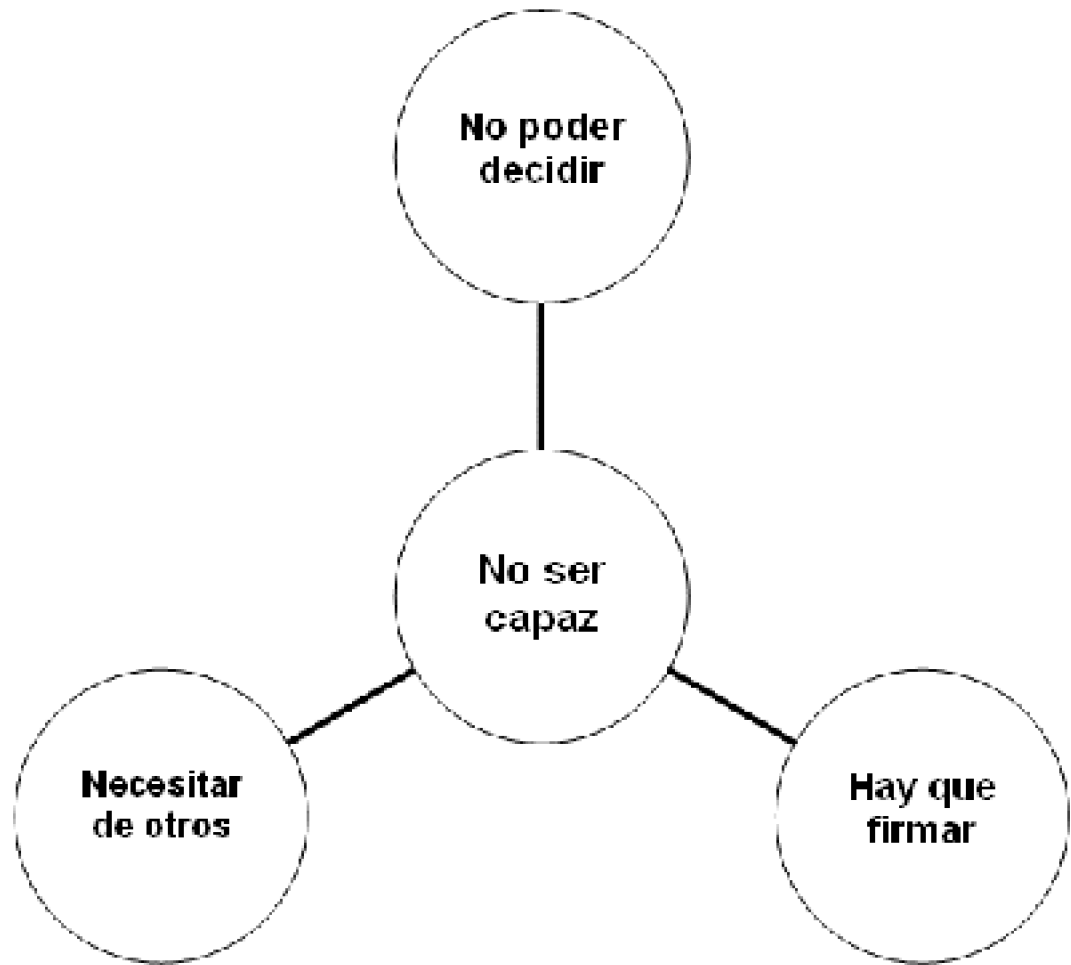 No poder
decidir
No ser
capaz
Necesitar
de otros
Hay que
firmar